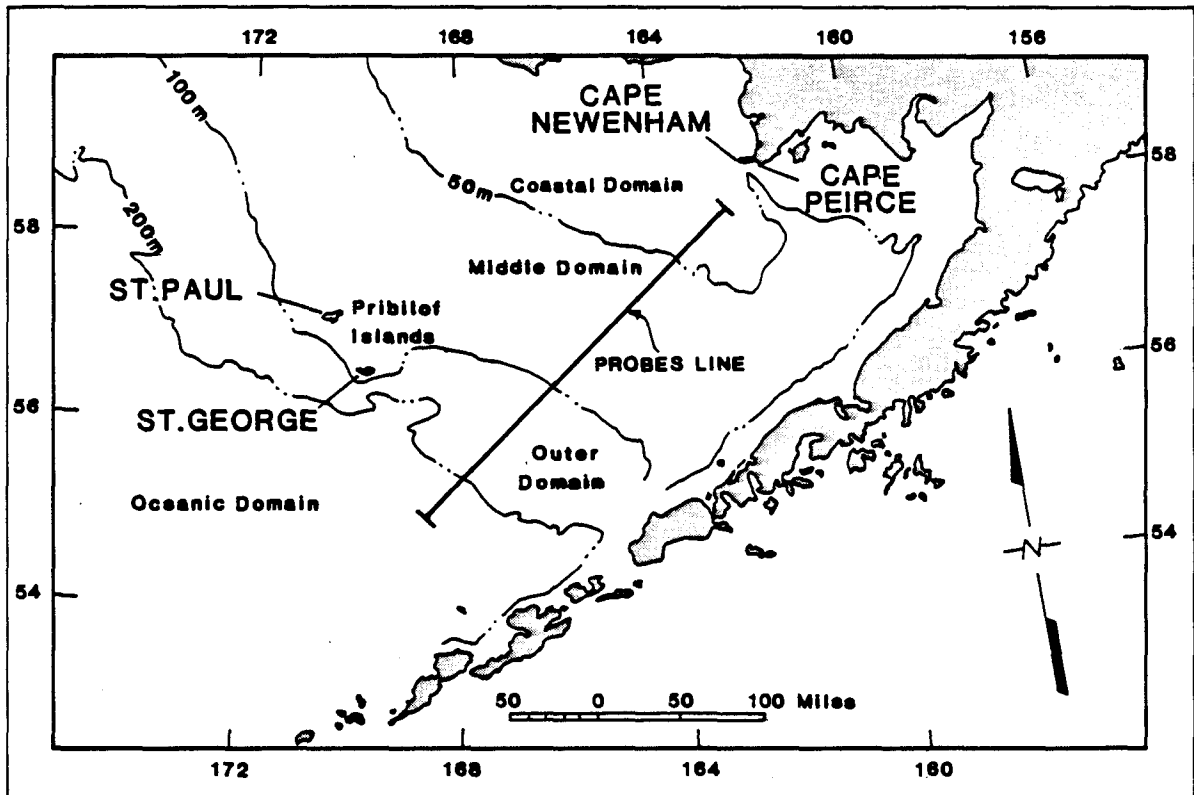 172
168
164
160
156
100m
CAPE
NEWENHAM
58
CAPE
PEIRCE
50m
Coastal Domain
200m
58
Middle Domain
ST.PAUL
Pribilof
Islands
PROBES LINE
56
56
ST.GEORGE
Outer
Domain
Oceanic Domain
54
N
54
50 0 50 100 Miles
172
168
164
160